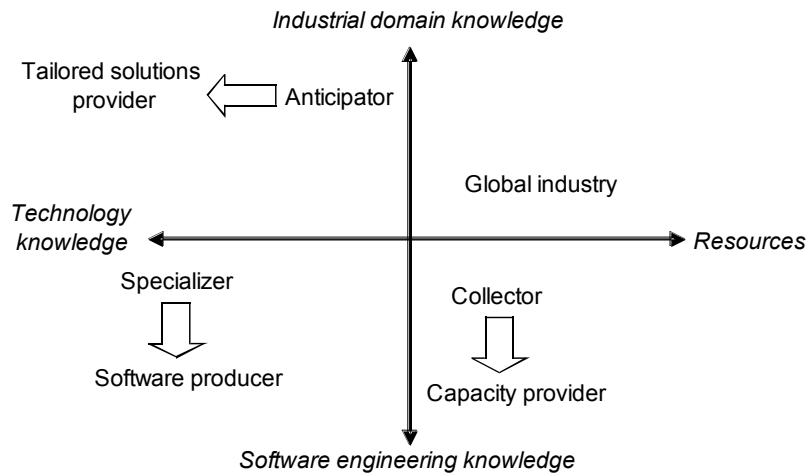 Industrial domain knowledge
Tailored solutions
provider
Anticipator
Global industry
Technology
knowledge
Resources
Specializer
Collector
Software producer
Capacity provider
Software engineering knowledge